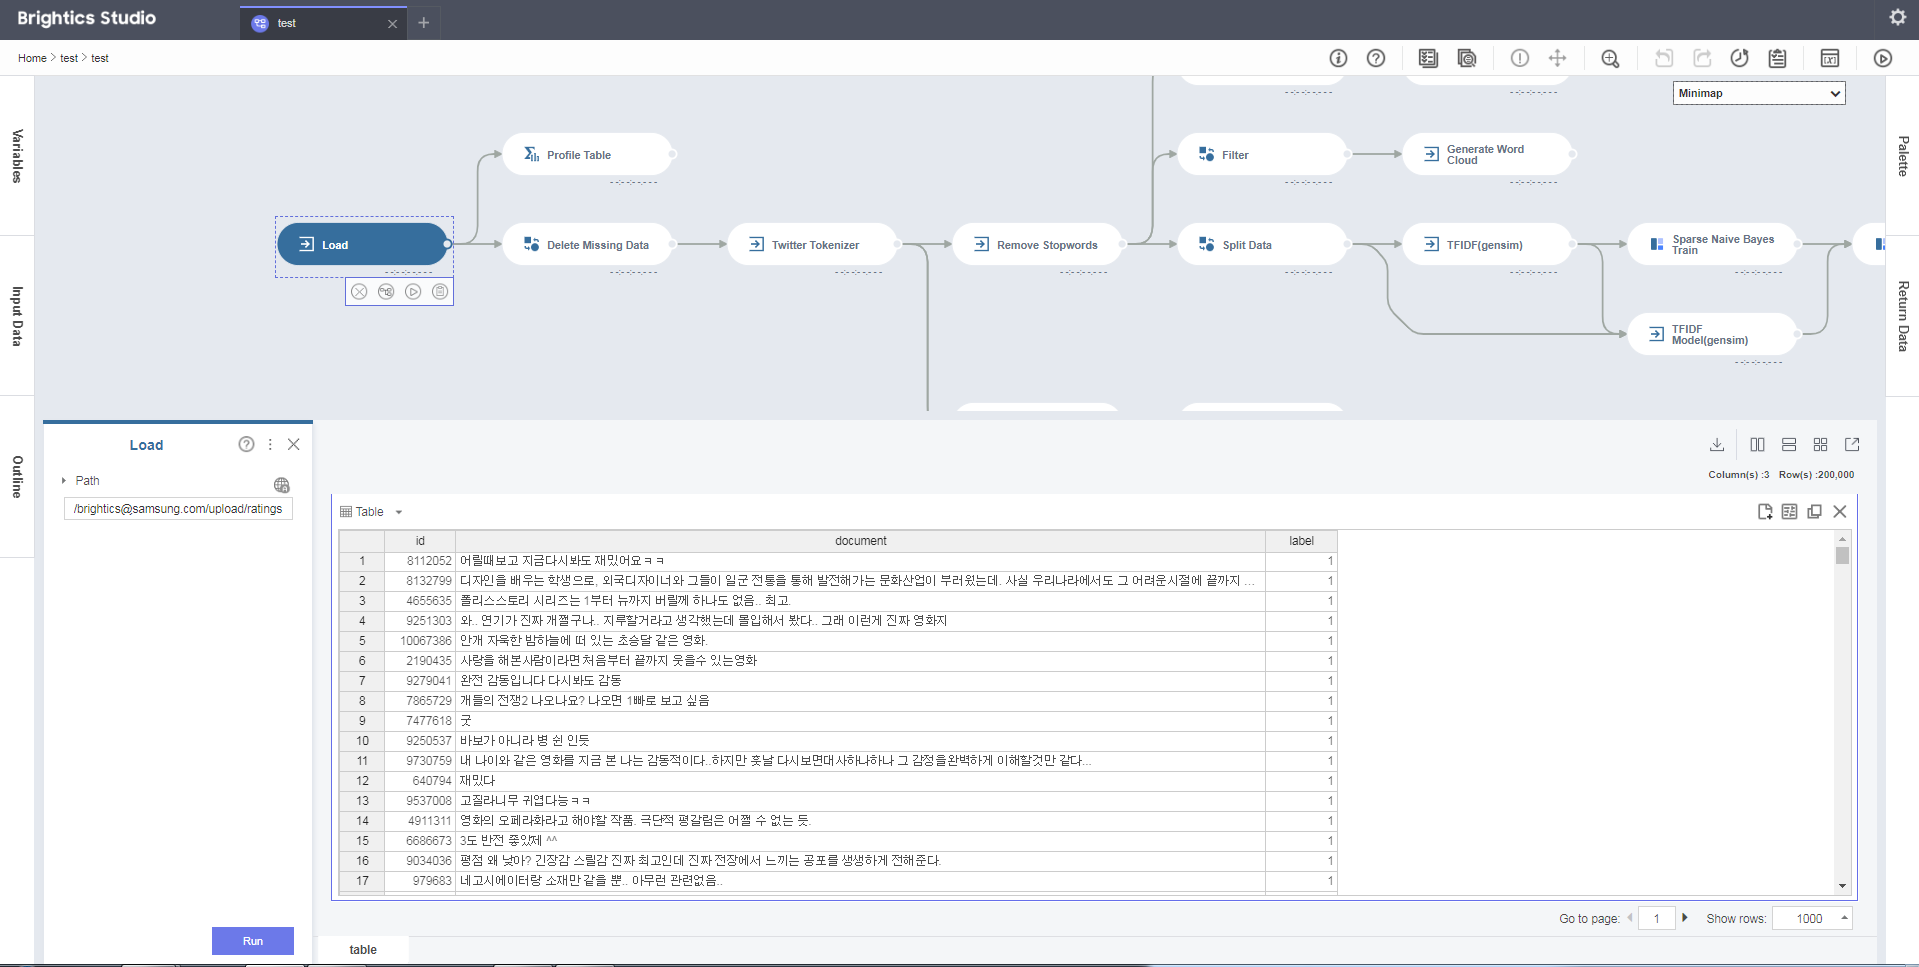 Brightics Studio
test
Home > test > test
Minimap
Variables
Input Data
Outline
Palette
Return Data
Profile Table
Filter
Generate Word
Cloud
Load
Delete Missing Data
Twitter Tokenizer
Remove Stopwords
Split Data
TFIDF(gensim)
Sparse Naive Bayes
Train
TFIDF
Model(gensim)
Load
Path
/brightics@samsung.com/upload/ratings
Run
Column(s) :3 Row(s) :200,000
Table
id document label
1 8112052 어릴때보고 지금다시봐도 재밌어요ㅋㅋ 1
2 8132799 디자인을 배우는 학생으로, 외국디자이너와 그들이 일군 전통을 통해 발전해가는 문화산업이 부러웠는데. 사실 우리나라에서도 그 어려운시절에 끝까지 ... 1
3 4655635 폴리스스토리 시리즈는 1부터 뉴까지 버릴께 하나도 없음.. 최고. 1
4 9251303 와.. 연기가 진짜 개쩔구나.. 지루할거라고 생각했는데 몰입해서 봤다.. 그래 이런게 진짜 영화지 1
5 10067386 안개 자욱한 밤하늘에 떠 있는 초승달 같은 영화. 1
6 2190435 사랑을 해본사람이라면 처음부터 끝까지 웃을수 있는영화 1
7 9279041 완전 감동입니다 다시봐도 감동 1
8 7865729 개들의 전쟁2 나오나요? 나오면 1빠로 보고 싶음 1
9 7477618 굿 1
10 9250537 바보가 아니라 병 쉰 인듯 1
11 9730759 내 나이와 같은 영화를 지금 본 나는 감동적이다..하지만 훗날 다시보면대사하나하나 그 감정을완벽하게 이해할것만 같다... 1
12 640794 재밌다 1
13 9537008 고질라니무 귀엽다능ㅋㅋ 1
14 4911311 영화의 오페라화라고 해야할 작품. 극단적 평갈림은 어쩔 수 없는 듯. 1
15 6686673 3도 반전 좋았제 ^^ 1
16 9034036 평점 왜 낮아? 긴장감 스릴감 진짜 최고인데 진짜 전장에서 느끼는 공포를 생생하게 전해준다. 1
17 979683 네고시에이터랑 소재만 같을 뿐.. 아무런 관련없음.. 1
Go to page: 1 Show rows: 1000
table